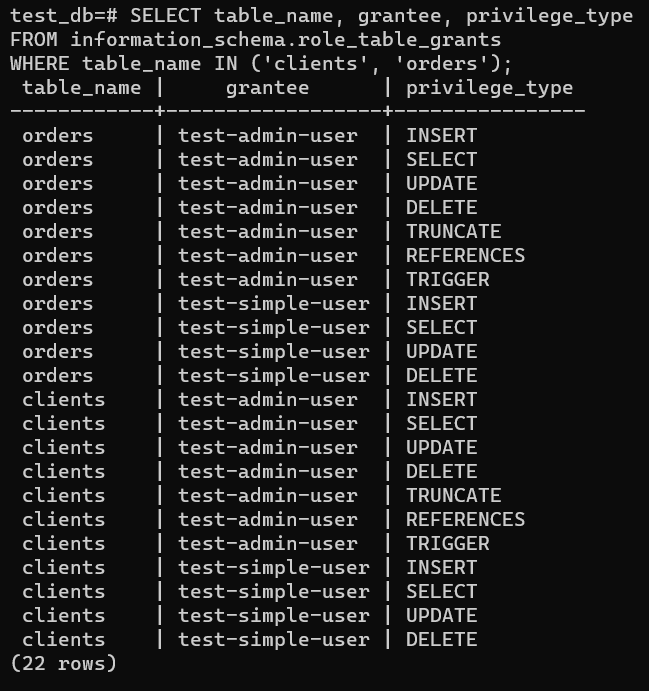 test_db=# SELECT table_name, grantee, privilege_type
FROM information_schema.role_table_grants
WHERE table_name IN ('clients', 'orders');
 table_name |     grantee      | privilege_type
------------+------------------+----------------
 orders     | test-admin-user  | INSERT
 orders     | test-admin-user  | SELECT
 orders     | test-admin-user  | UPDATE
 orders     | test-admin-user  | DELETE
 orders     | test-admin-user  | TRUNCATE
 orders     | test-admin-user  | REFERENCES
 orders     | test-admin-user  | TRIGGER
 orders     | test-simple-user | INSERT
 orders     | test-simple-user | SELECT
 orders     | test-simple-user | UPDATE
 orders     | test-simple-user | DELETE
 clients    | test-admin-user  | INSERT
 clients    | test-admin-user  | SELECT
 clients    | test-admin-user  | UPDATE
 clients    | test-admin-user  | DELETE
 clients    | test-admin-user  | TRUNCATE
 clients    | test-admin-user  | REFERENCES
 clients    | test-admin-user  | TRIGGER
 clients    | test-simple-user | INSERT
 clients    | test-simple-user | SELECT
 clients    | test-simple-user | UPDATE
 clients    | test-simple-user | DELETE
(22 rows)